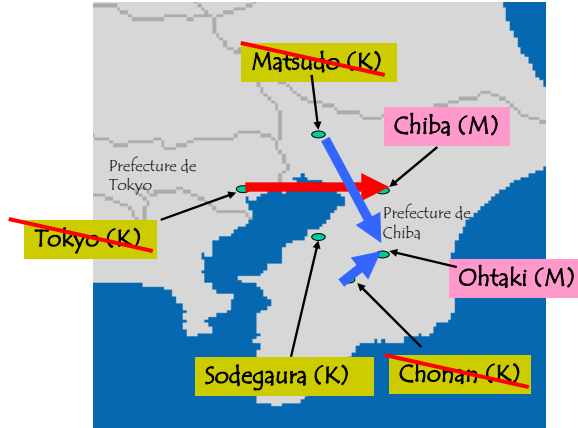 Matsudo (K)
Chiba (M)
Prefecture de
Tokyo
Prefecture de
Chiba
Tokyo (K)
Ohtaki (M)
Sodegaura (K)
Chonan (K)